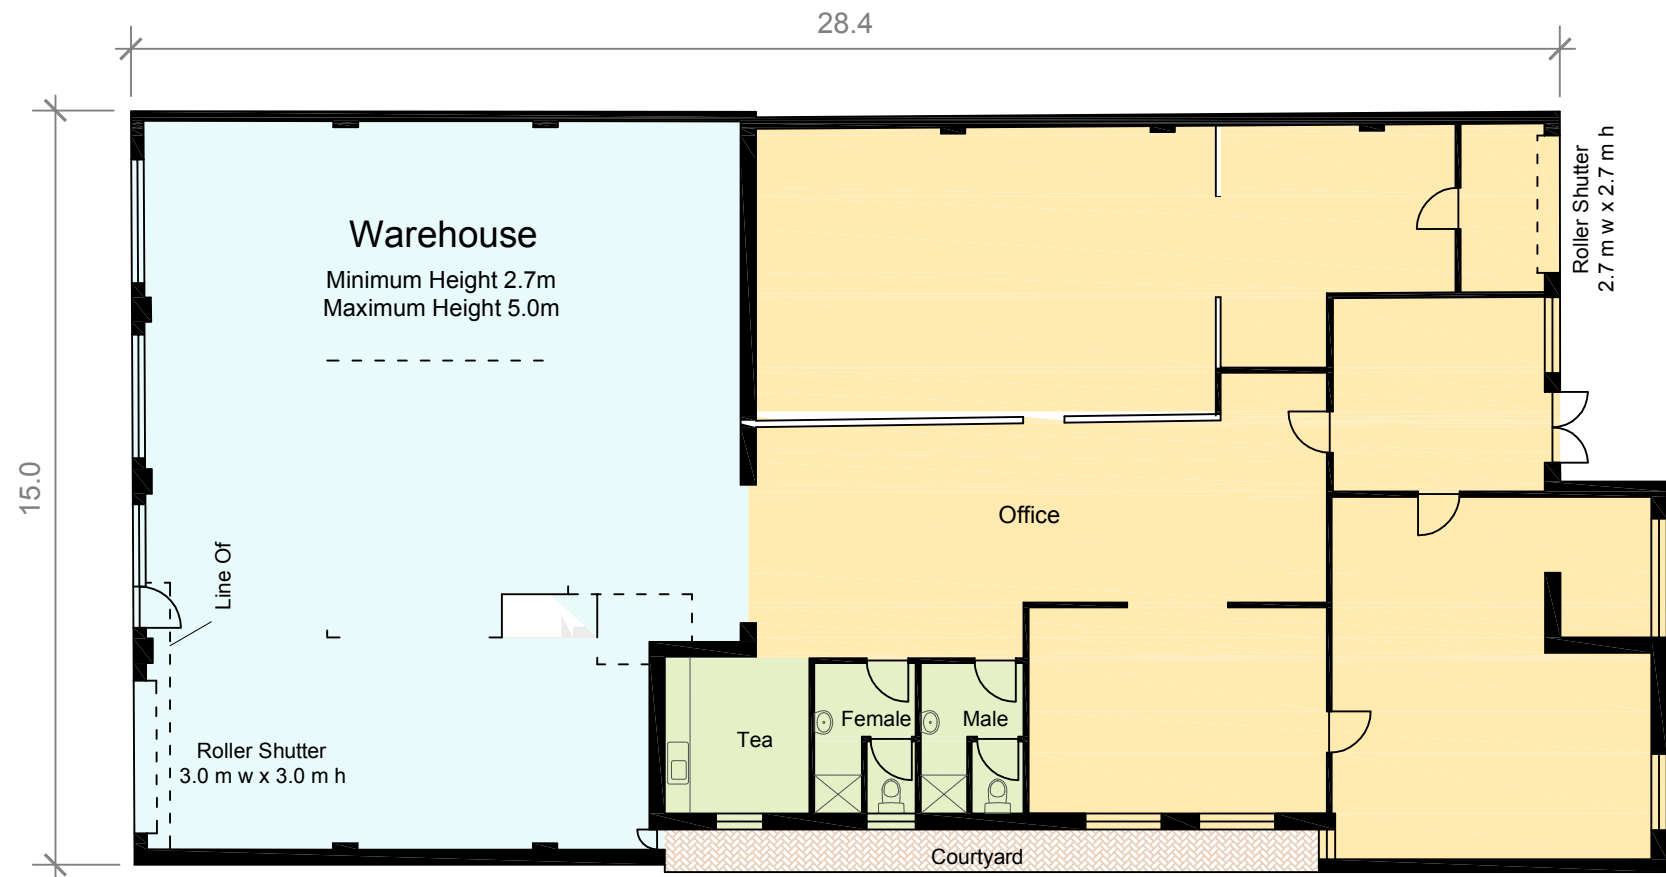 28.4
15.0
Warehouse
Minimum Height 2.7m
Maximum Height 5.0m
Roller Shutter
2.7 m w x 2.7 m h
Office
Line Of
Roller Shutter
3.0 m w x 3.0 m h
Tea
Female
Male
Courtyard